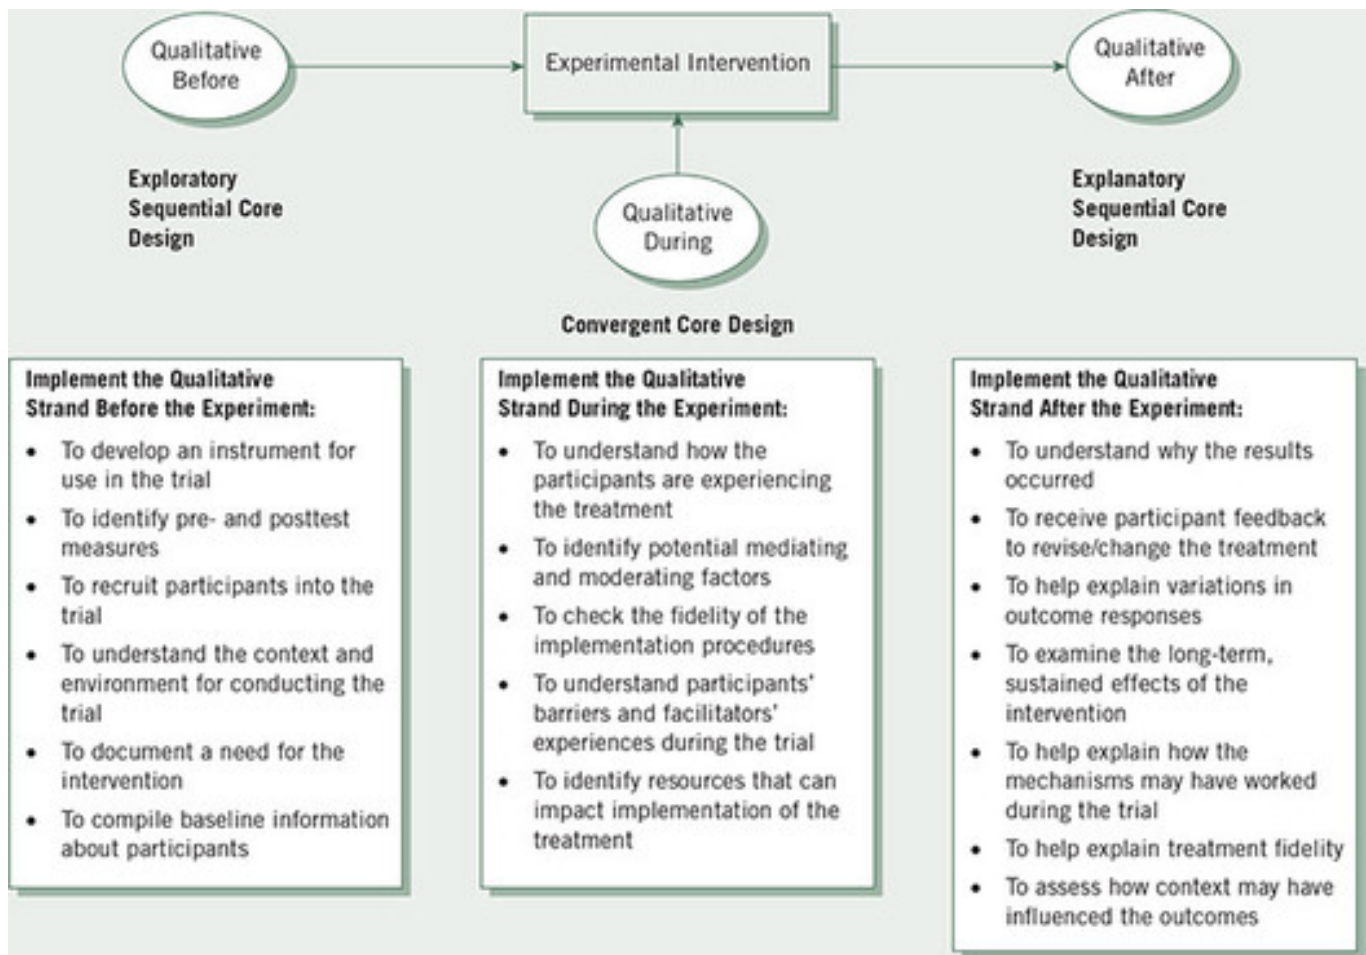 Qualitative
Before
Experimental Intervention
Qualitative
After
Exploratory
Sequential Core
Design
Qualitative
During
Explanatory
Sequential Core
Design
Convergent Core Design
Implement the Qualitative
Strand Before the Experiment:
• To develop an instrument for
use in the trial
• To identify pre- and posttest
measures
• To recruit participants into the
trial
• To understand the context and
environment for conducting the
trial
• To document a need for the
intervention
• To compile baseline information
about participants
Implement the Qualitative
Strand During the Experiment:
• To understand how the
participants are experiencing
the treatment
• To identify potential mediating
and moderating factors
• To check the fidelity of the
implementation procedures
• To understand participants'
barriers and facilitators'
experiences during the trial
• To identify resources that can
impact implementation of the
treatment
Implement the Qualitative
Strand After the Experiment:
• To understand why the results
occurred
• To receive participant feedback
to revise/change the treatment
• To help explain variations in
outcome responses
• To examine the long-term,
sustained effects of the
intervention
• To help explain how the
mechanisms may have worked
during the trial
• To help explain treatment fidelity
• To assess how context may have
influenced the outcomes